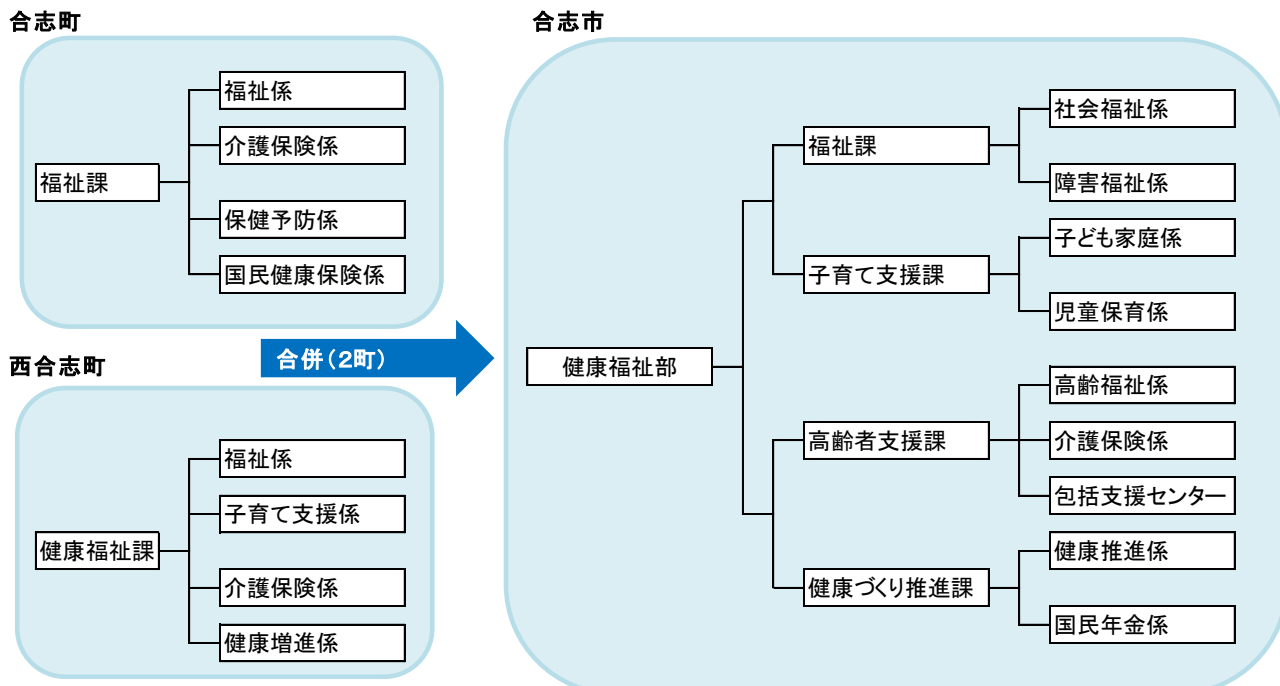 合志町
福祉課
福祉係
介護保険係
保健予防係
国民健康保険係
西合志町
健康福祉課
福祉係
子育て支援係
介護保険係
健康増進係
合併(2町)
合志市
健康福祉部
福祉課
社会福祉係
障害福祉係
子育て支援課
子ども家庭係
児童保育係
高齢者支援課
高齢福祉係
介護保険係
包括支援センター
健康づくり推進課
健康推進係
国民年金係